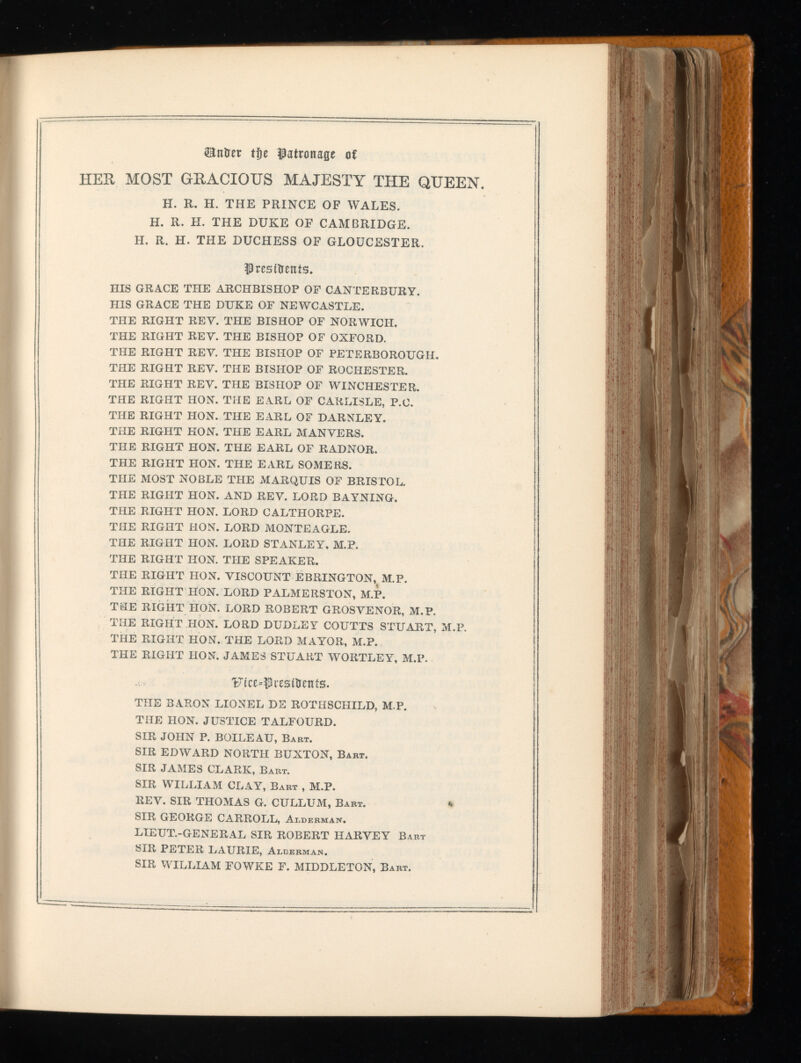 Under the Patronage of
HER MOST GRACIOUS MAJESTY THE QUEEN.
H. R. H. THE PRINCE OF WALES.
H. R. H. THE DUKE OF CAMBRIDGE.
H. R. H. THE DUCHESS OF GLOUCESTER.
Presidents.
HIS GRACE THE ARCHBISHOP OF CANTERBURY.
HIS GRACE THE DUKE OF NEWCASTLE.
THE RIGHT REV. THE BISHOP OF NORWICH.
THE RIGHT REV. THE BISHOP OF OXFORD.
THE RIGHT REV. THE BISHOP OF PETERBOROUGH.
THE RIGHT REV. THE BISHOP OF ROCHESTER.
THE RIGHT REV. THE BISHOP OF WINCHESTER.
THE RIGHT HON. THE EARL OF CARLISLE, P.C.
THE RIGHT HON. THE EARL OF DARNLEY.
THE RIGHT HON. THE EARL MANVERS.
THE RIGHT HON. THE EARL OF RADNOR.
THE RIGHT HON. THE EARL SOMERS.
THE MOST NOBLE THE MARQUIS OF BRISTOL.
THE RIGHT HON. AND REV. LORD BAYNING.
THE RIGHT HON. LORD CALTHORPE.
THE RIGHT HON. LORD MONTEAGLE.
THE RIGHT HON. LORD STANLEY, M.P.
THE RIGHT HON. THE SPEAKER.
THE RIGHT HON. VISCOUNT EBRINGTON, M.P.
THE RIGHT HON. LORD PALMERSTON, M.P.
THE RIGHT HON. LORD ROBERT GROSVENOR, M.P.
THE RIGHT HON. LORD DUDLEY COUTTS STUART, M.P.
THE RIGHT HON. THE LORD MAYOR, M.P.
THE RIGHT HON. JAMES STUART WORTLEY, M.P.
Vice-Presidents.
THE BARON LIONEL DE ROTHSCHILD, M.P.
THE HON. JUSTICE TALFOURD.
SIR JOHN P. BOILEAU, BART.
SIR EDWARD NORTH BUXTON, BART.
SIR JAMES CLARK, BART.
SIR WILLIAM CLAY, BART , M.P.
REV. SIR THOMAS G. CULLUM, BART.
SIR GEORGE CARROLL, ALDERMAN.
LIEUT.-GENERAL SIR ROBERT HARVEY BART
SIR PETER LAURIE, ALDERMAN.
SIR WILLIAM FOWKE F. MIDDLETON, BART.